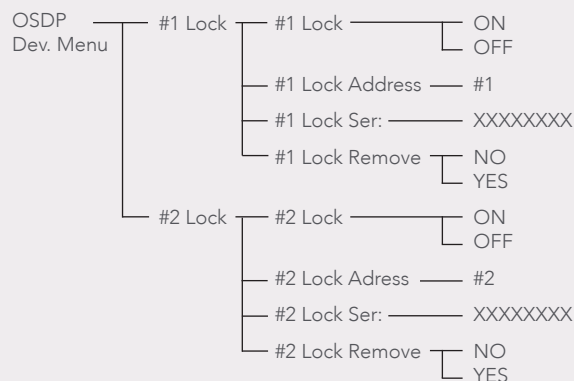 OSDP
Dev. Menu
#1 Lock
#1 Lock
ON
OFF
#1 Lock Address
#1
#1 Lock Ser:
XXXXXXXX
#1 Lock Remove
NO
YES
#2 Lock
#2 Lock
ON
OFF
#2 Lock Adress
#2
#2 Lock Ser:
XXXXXXXX
#2 Lock Remove
NO
YES